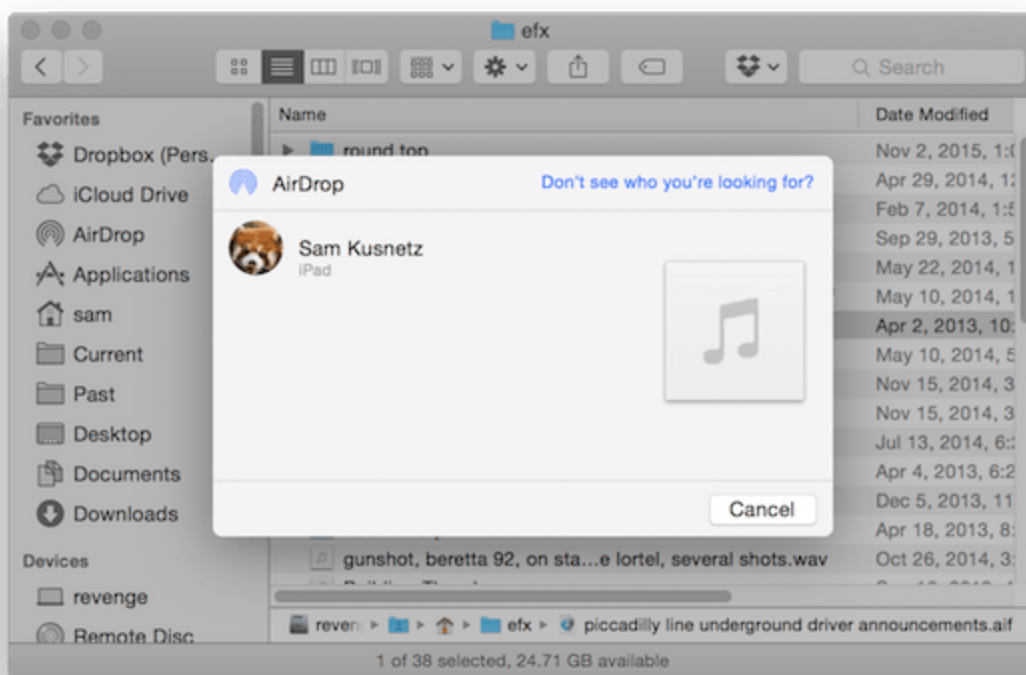 efx
Search
Favorites
Dropbox (Pers...
iCloud Drive
AirDrop
Applications
sam
Current
Past
Desktop
Documents
Downloads
Devices
revenge
Remote Disc
Name
Date Modified
round top
Nov 2, 2015, 1:0
Apr 29, 2014, 12
Feb 7, 2014, 1:5
Sep 29, 2013, 5
May 22, 2014, 1
May 10, 2014, 1
Apr 2, 2013, 10:
May 10, 2014, 5
Nov 15, 2014, 3
Nov 15, 2014, 3
Jul 13, 2014, 6:
Apr 4, 2013, 6:2
Dec 5, 2013, 11
Apr 18, 2013, 8:
gunshot, beretta 92, on sta...e lortel, several shots.wav
Oct 26, 2014, 3:
AirDrop
Don't see who you're looking for?
Sam Kusnetz
iPad
Cancel
reven
efx
piccadilly line underground driver announcements.aif
1 of 38 selected, 24.71 GB available